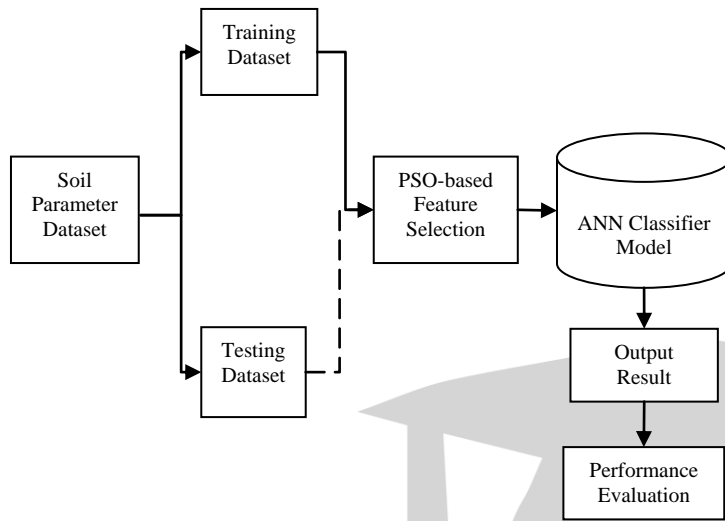 Training
Dataset
Soil
Parameter
Dataset
PSO-based
Feature
Selection
ANN Classifier
Model
Testing
Dataset
Output
Result
Performance
Evaluation